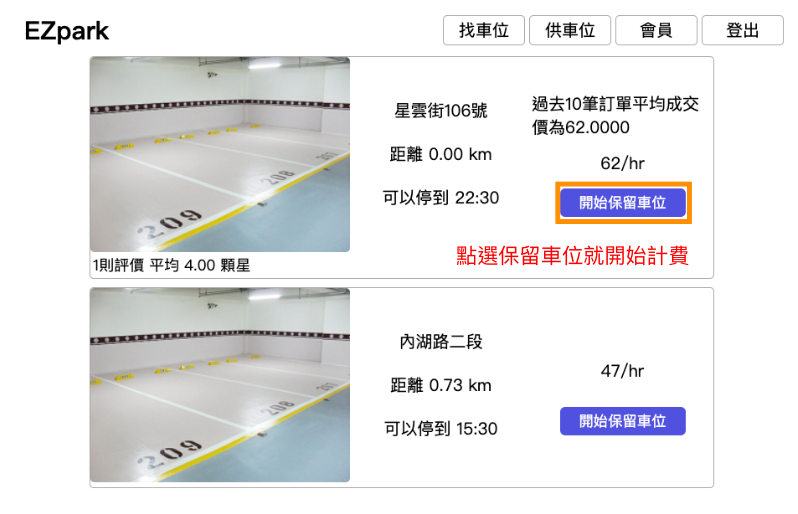 EZpark
找車位
供車位
會員
登出
209
208
207
星雲街106號
距離 0.00 km
可以停到 22:30
過去10筆訂單平均成交
價為62.0000
62/hr
開始保留車位
點選保留車位就開始計費
1則評價 平均 4.00 顆星
209
208
207
內湖路二段
距離 0.73 km
可以停到 15:30
47/hr
開始保留車位